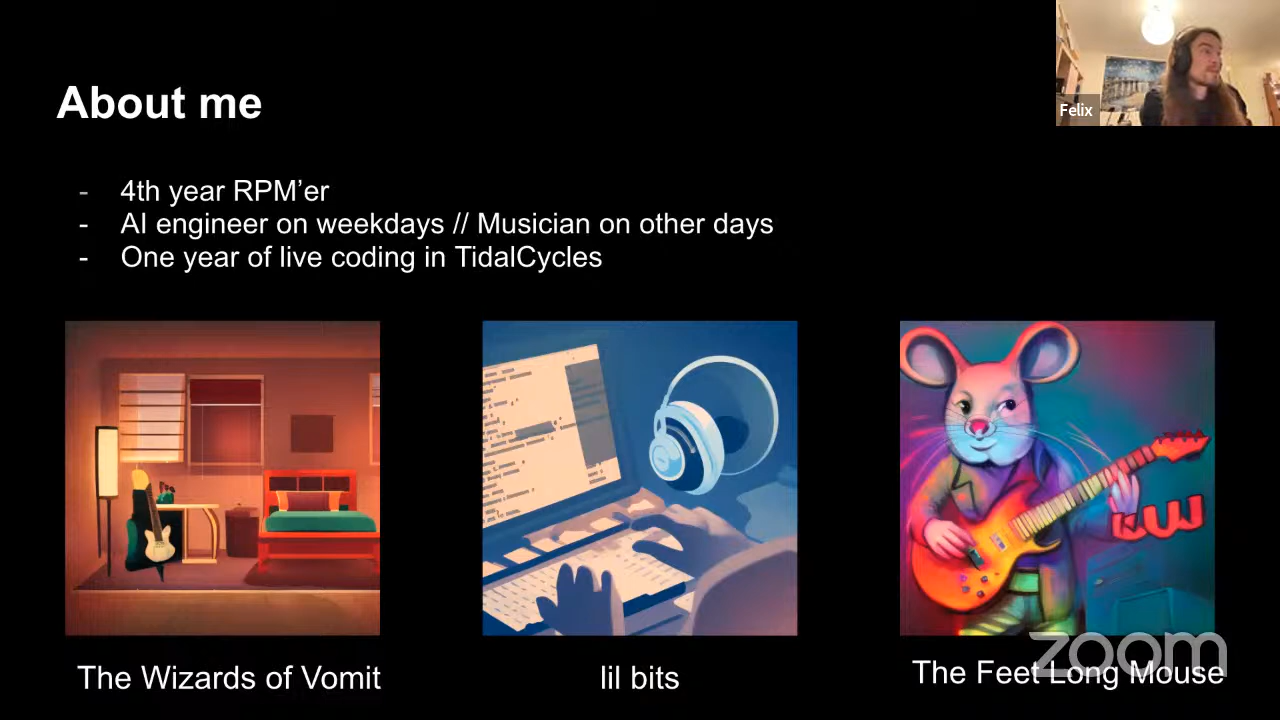 About me
Felix
- 4th year RPM’er
- AI engineer on weekdays // Musician on other days
- One year of live coding in TidalCycles
The Wizards of Vomit
lil bits
The Feet Long Mouse
zoom